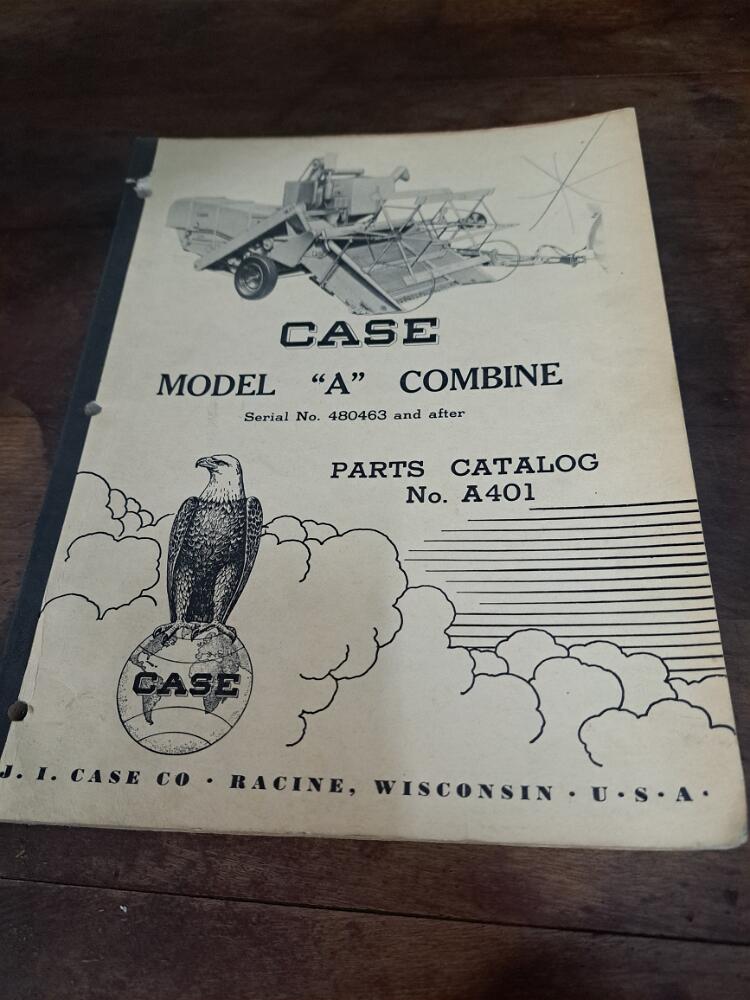 CASE
MODEL "A" COMBINE
Serial No. 480463 and after
PARTS CATALOG
No. A401
CASE
J. I. CASE CO · RACINE, WISCONSIN · U · S · A ·